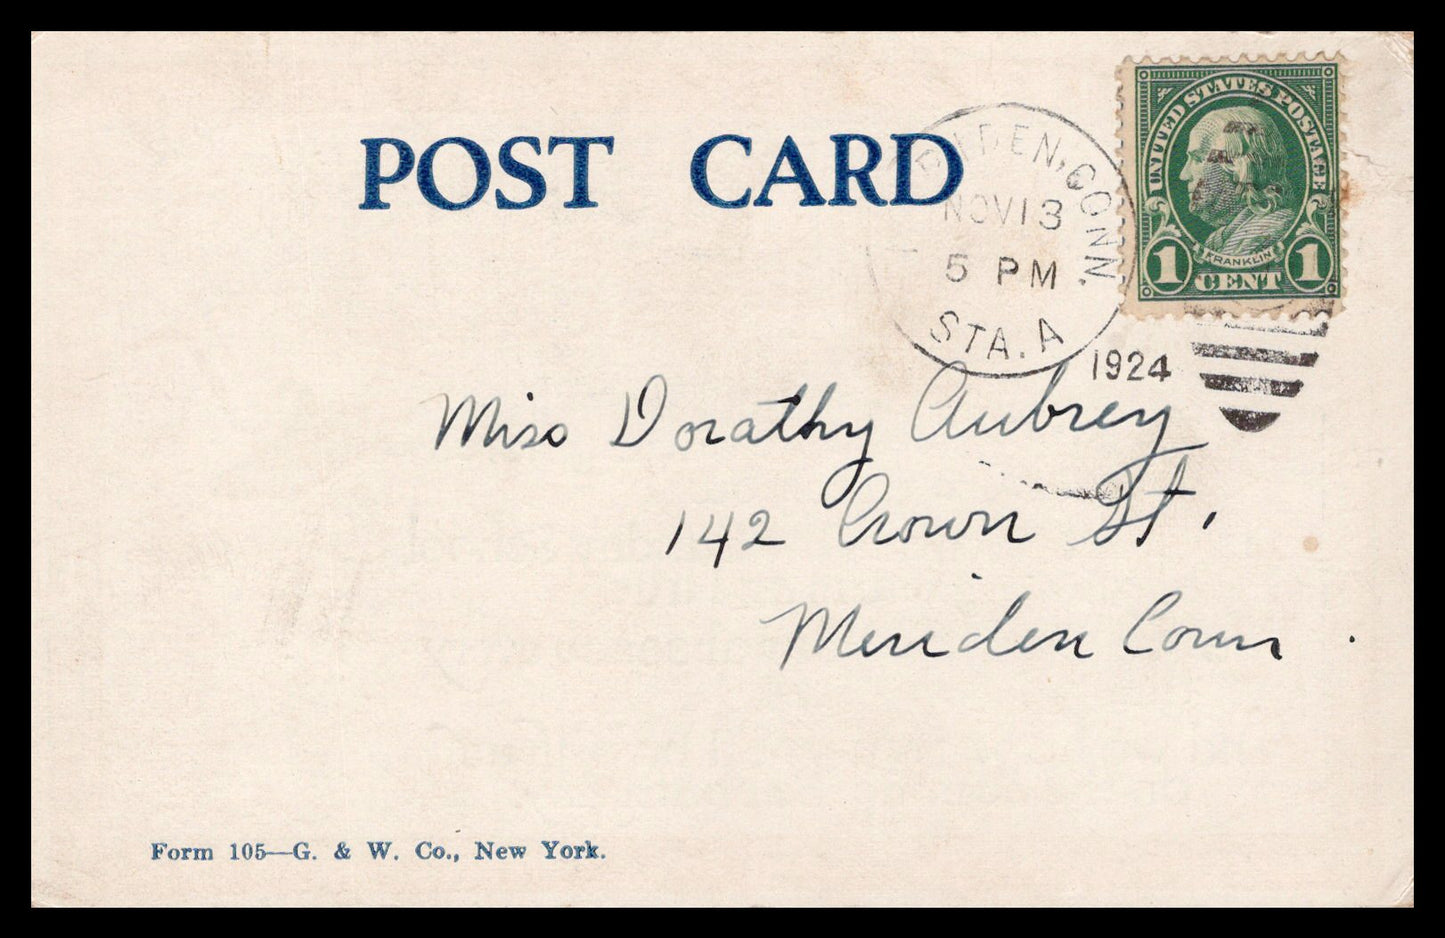 POST CARD
UNITED STATES POSTAGE
FRANKLIN
1 CENT 1
CONN.
NOV 13
5 PM
STA. A
1924
Miss Dorathy Aubrey
142 Crown St.
Meriden Conn.
Form 105—G. & W. Co., New York.